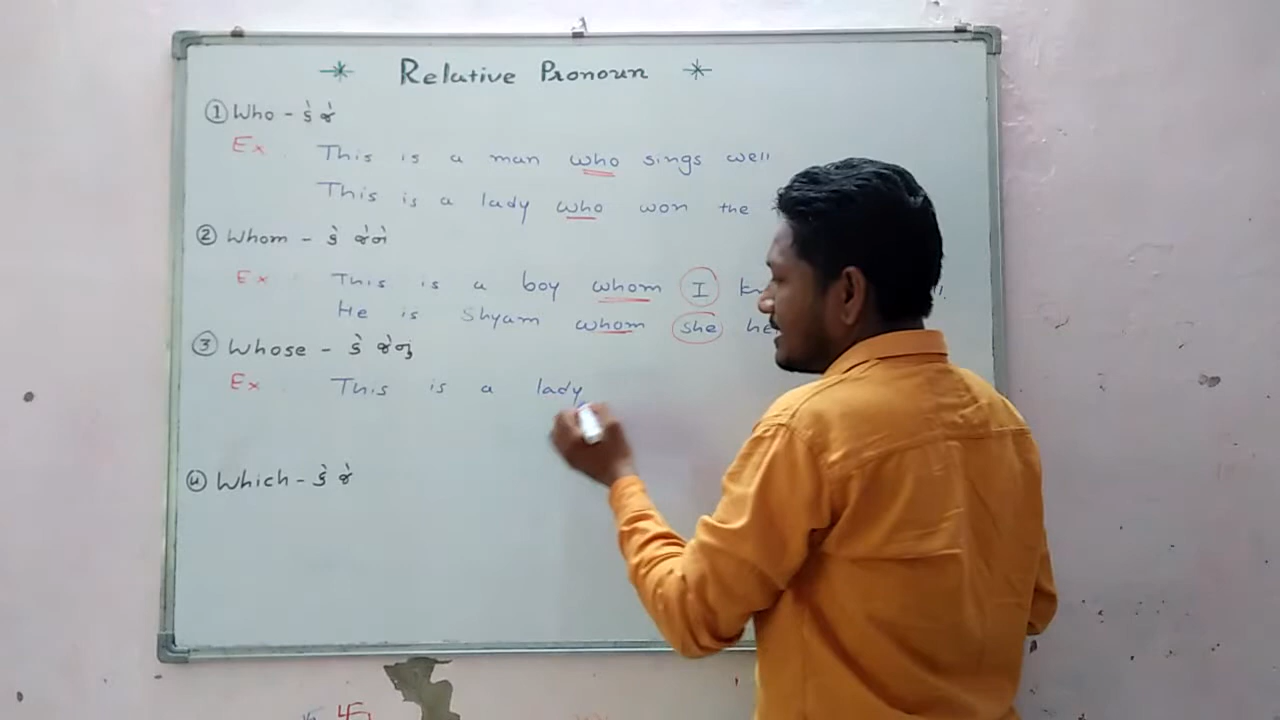 * Relative Pronoun *
① Who - કે જે
Ex This is a man who sings well
This is a lady who won the
② Whom - કે જેને
Ex This is a boy whom I
He is Shyam whom she
③ Whose - કે જેનું
Ex This is a lady
④ Which - કે જે